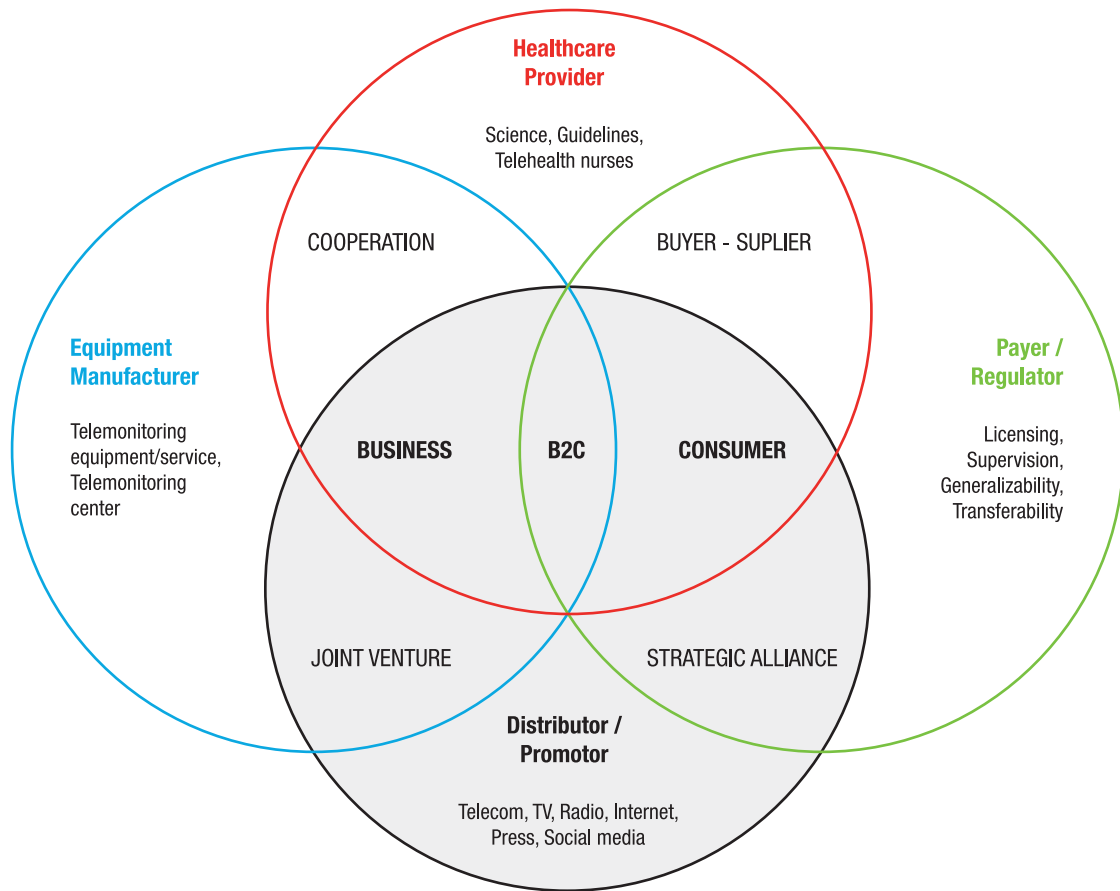 Healthcare
Provider
Science, Guidelines,
Telehealth nurses
COOPERATION
BUYER - SUPLIER
Equipment
Manufacturer
Telemonitoring
equipment/service,
Telemonitoring
center
Payer /
Regulator
Licensing,
Supervision,
Generalizability,
Transferability
BUSINESS
B2C
CONSUMER
JOINT VENTURE
STRATEGIC ALLIANCE
Distributor /
Promotor
Telecom, TV, Radio, Internet,
Press, Social media